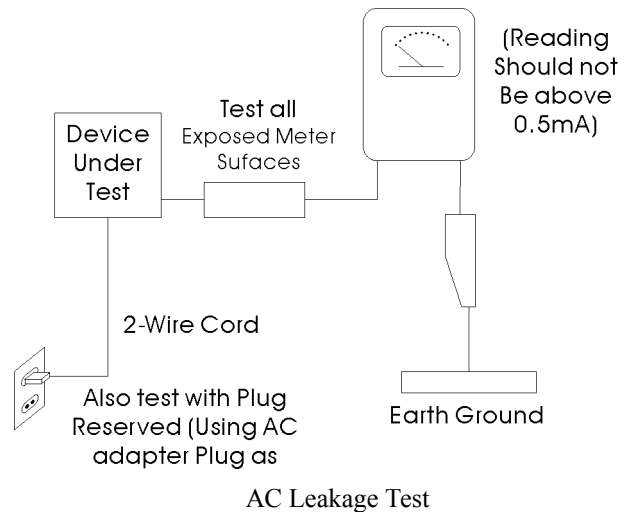 (Reading
Should not
Be above
0.5mA)
Test all
Exposed Meter
Sufaces
Device
Under
Test
2-Wire Cord
Also test with Plug
Reserved (Using AC
adapter Plug as
Earth Ground
AC Leakage Test